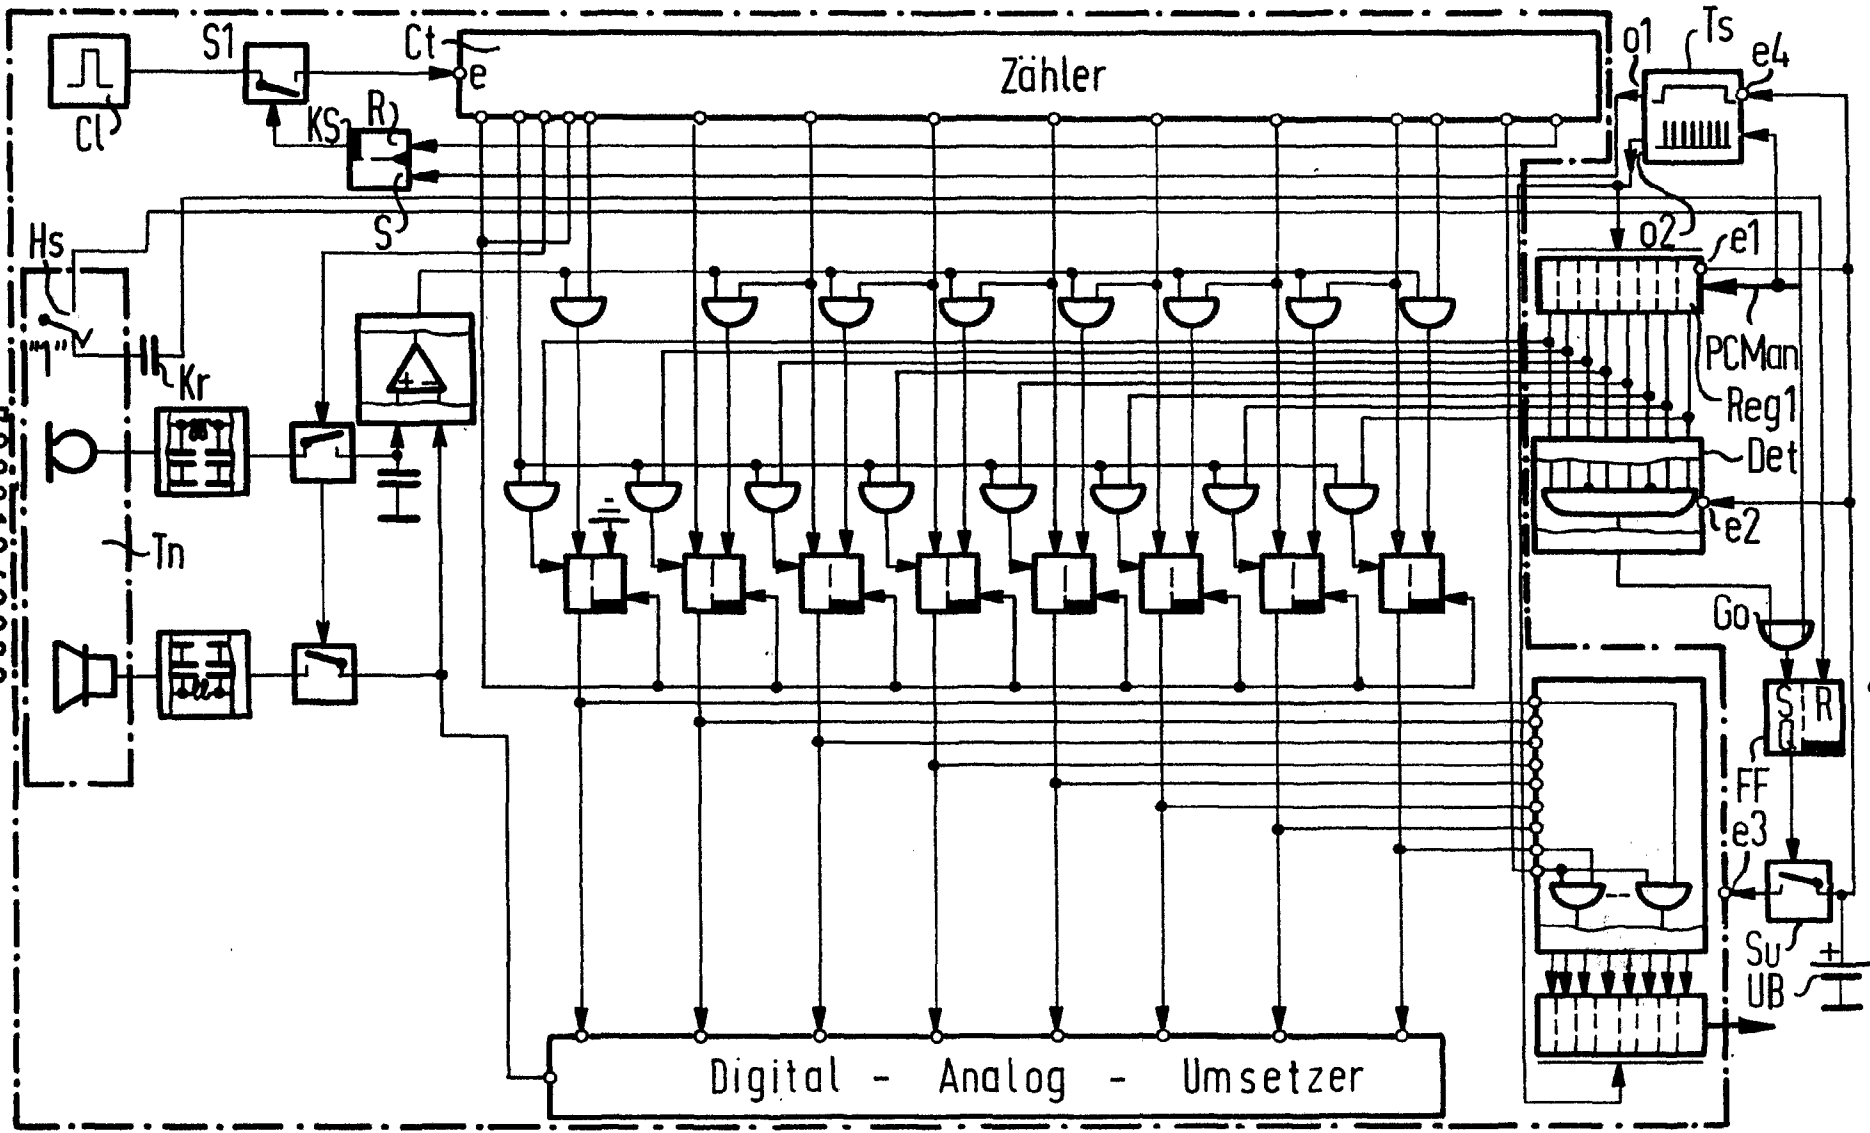 S1
Ct
Zähler
e
Cl
KS
R
S
o1
Ts
e4
o2
e1
Hs
"1"
Kr
+ -
PCMan
Reg1
Det
e2
Tn
Go
S R
Q
FF
e3
Su
+
UB
Digital - Analog - Umsetzer